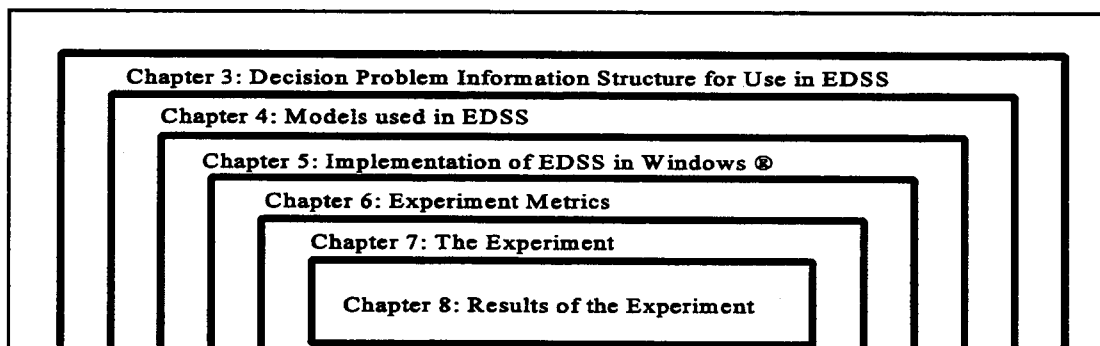 Chapter 3: Decision Problem Information Structure for Use in EDSS
Chapter 4: Models used in EDSS
Chapter 5: Implementation of EDSS in Windows ®
Chapter 6: Experiment Metrics
Chapter 7: The Experiment
Chapter 8: Results of the Experiment